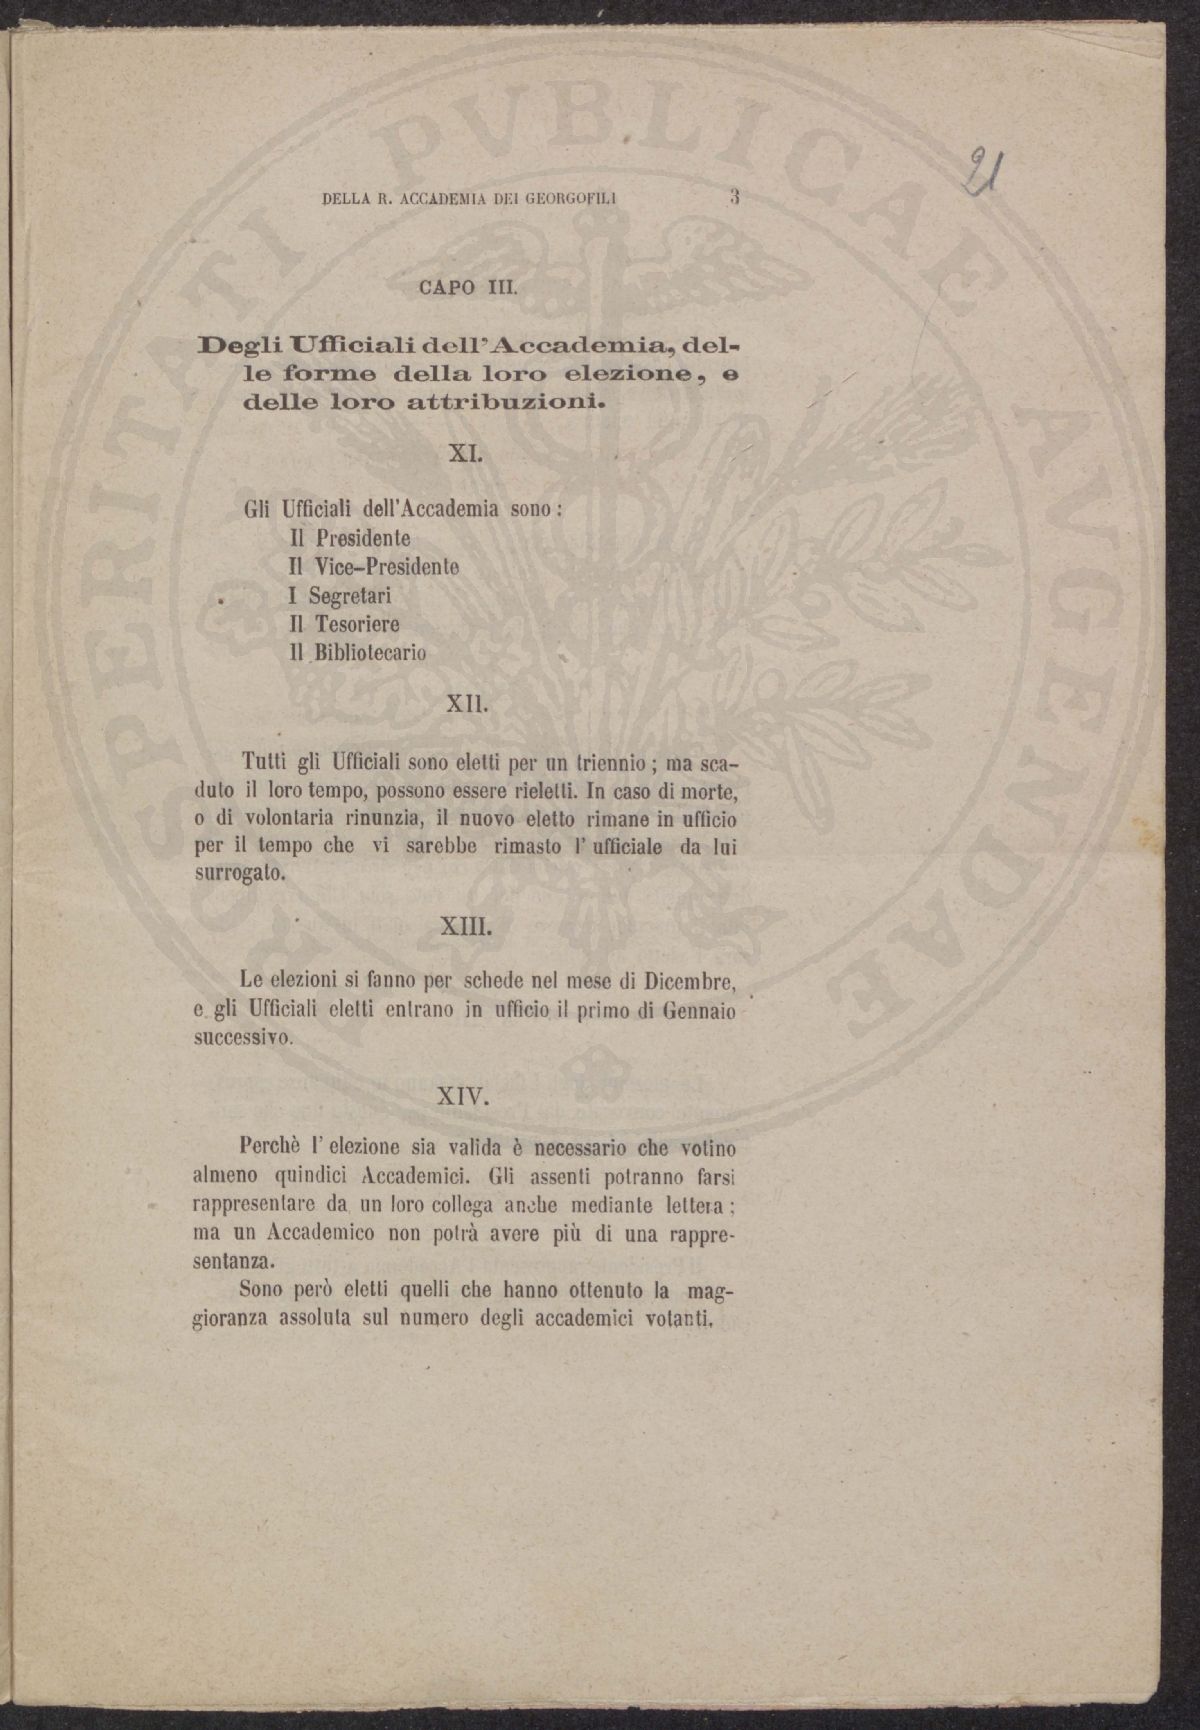 21
DELLA R. ACCADEMIA DEI GEORGOFILI 3
CAPO III.
Degli Ufficiali dell'Accademia, del-
le forme della loro elezione, e
delle loro attribuzioni.
XI.
Gli Ufficiali dell'Accademia sono :
Il Presidente
Il Vice-Presidente
I Segretari
Il Tesoriere
Il Bibliotecario
XII.
Tutti gli Ufficiali sono eletti per un triennio ; ma sca-
duto il loro tempo, possono essere rieletti. In caso di morte,
o di volontaria rinunzia, il nuovo eletto rimane in ufficio
per il tempo che vi sarebbe rimasto l' ufficiale da lui
surrogato.
XIII.
Le elezioni si fanno per schede nel mese di Dicembre,
e gli Ufficiali eletti entrano in ufficio il primo di Gennaio
successivo.
XIV.
Perchè l' elezione sia valida è necessario che votino
almeno quindici Accademici. Gli assenti potranno farsi
rappresentare da un loro collega anche mediante lettera ;
ma un Accademico non potrà avere più di una rappre-
sentanza.
Sono però eletti quelli che hanno ottenuto la mag-
gioranza assoluta sul numero degli accademici votanti.
PROSPERITATI PVBLICAE AVGENDAE